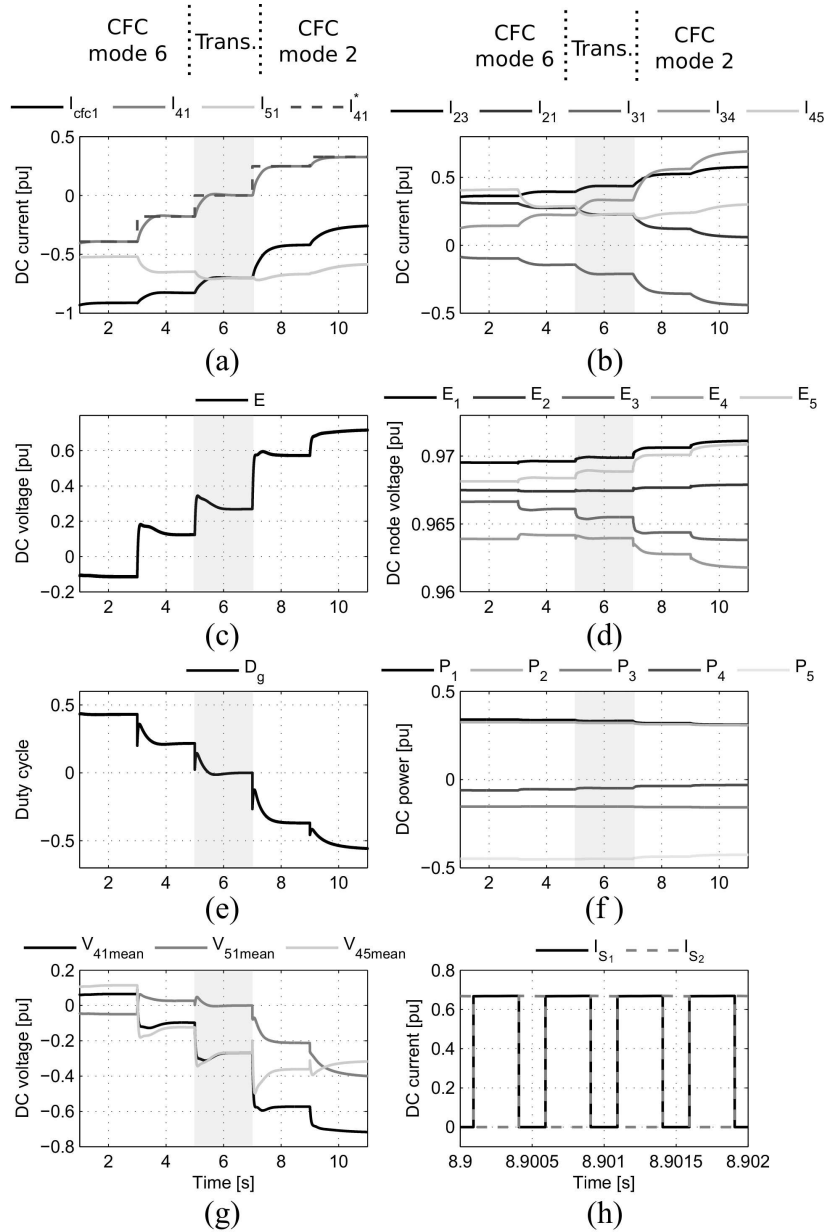 CFC mode 6 Trans. CFC mode 2
CFC mode 6 Trans. CFC mode 2
I_cfc1 I_41 I_51 I*_41
DC current [pu]
0.5
0
−0.5
−1
2 4 6 8 10
(a)
I_23 I_21 I_31 I_34 I_45
DC current [pu]
0.5
0
−0.5
2 4 6 8 10
(b)
E
DC voltage [pu]
0.6
0.4
0.2
0
−0.2
2 4 6 8 10
(c)
E_1 E_2 E_3 E_4 E_5
DC node voltage [pu]
0.97
0.965
0.96
2 4 6 8 10
(d)
D_g
Duty cycle
0.5
0
−0.5
2 4 6 8 10
(e)
P_1 P_2 P_3 P_4 P_5
DC power [pu]
0.5
0
−0.5
2 4 6 8 10
(f)
V_41mean V_51mean V_45mean
DC voltage [pu]
0.2
0
−0.2
−0.4
−0.6
−0.8
2 4 6 8 10
Time [s]
(g)
I_S1 I_S2
DC current [pu]
0.8
0.6
0.4
0.2
0
8.9 8.9005 8.901 8.9015 8.902
Time [s]
(h)